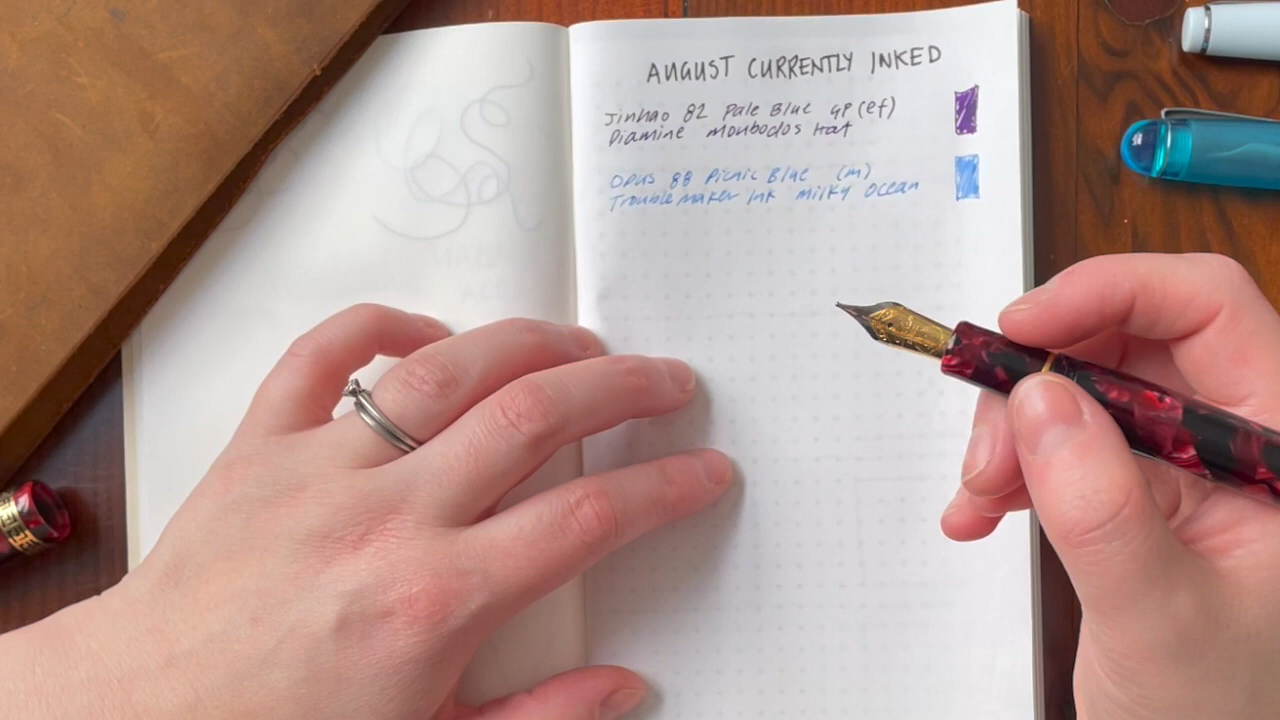 AUGUST CURRENTLY INKED
Jinhao 82 Pale Blue GP (ef)
Diamine Monbodos Hat
Opus 88 Picnic Blue (m)
Troublemaker Ink Milky Ocean